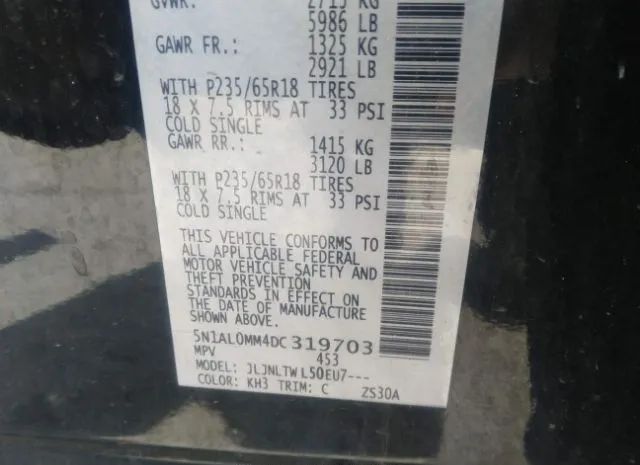 GVWR: 2715 KG
5986 LB
GAWR FR.: 1325 KG
2921 LB
WITH P235/65R18 TIRES
18 X 7.5 RIMS AT 33 PSI
COLD SINGLE
GAWR RR.: 1415 KG
3120 LB
WITH P235/65R18 TIRES
18 X 7.5 RIMS AT 33 PSI
COLD SINGLE
THIS VEHICLE CONFORMS TO
ALL APPLICABLE FEDERAL
MOTOR VEHICLE SAFETY AND
THEFT PREVENTION
STANDARDS IN EFFECT ON
THE DATE OF MANUFACTURE
SHOWN ABOVE.
5N1AL0MM4DC319703
MPV 453
MODEL: JLJNLTWL50EU7---
COLOR: KH3 TRIM: C ZS30A